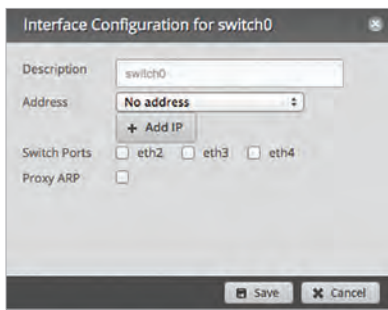 Interface Configuration for switch0
Description switch0
Address No address
+ Add IP
Switch Ports eth2 eth3 eth4
Proxy ARP
Save Cancel